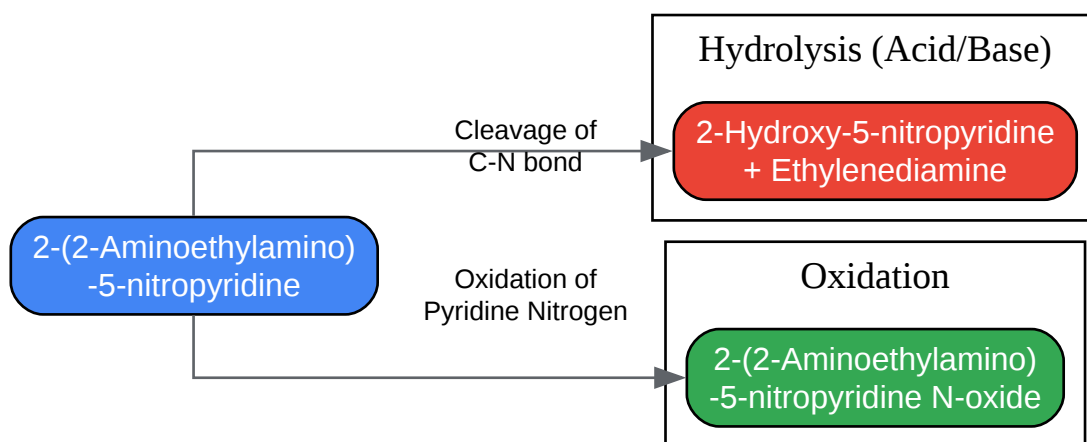 Hydrolysis (Acid/Base)
Cleavage of
C-N bond
2-Hydroxy-5-nitropyridine
+ Ethylenediamine
2-(2-Aminoethylamino)
-5-nitropyridine
Oxidation of
Pyridine Nitrogen
Oxidation
2-(2-Aminoethylamino)
-5-nitropyridine N-oxide